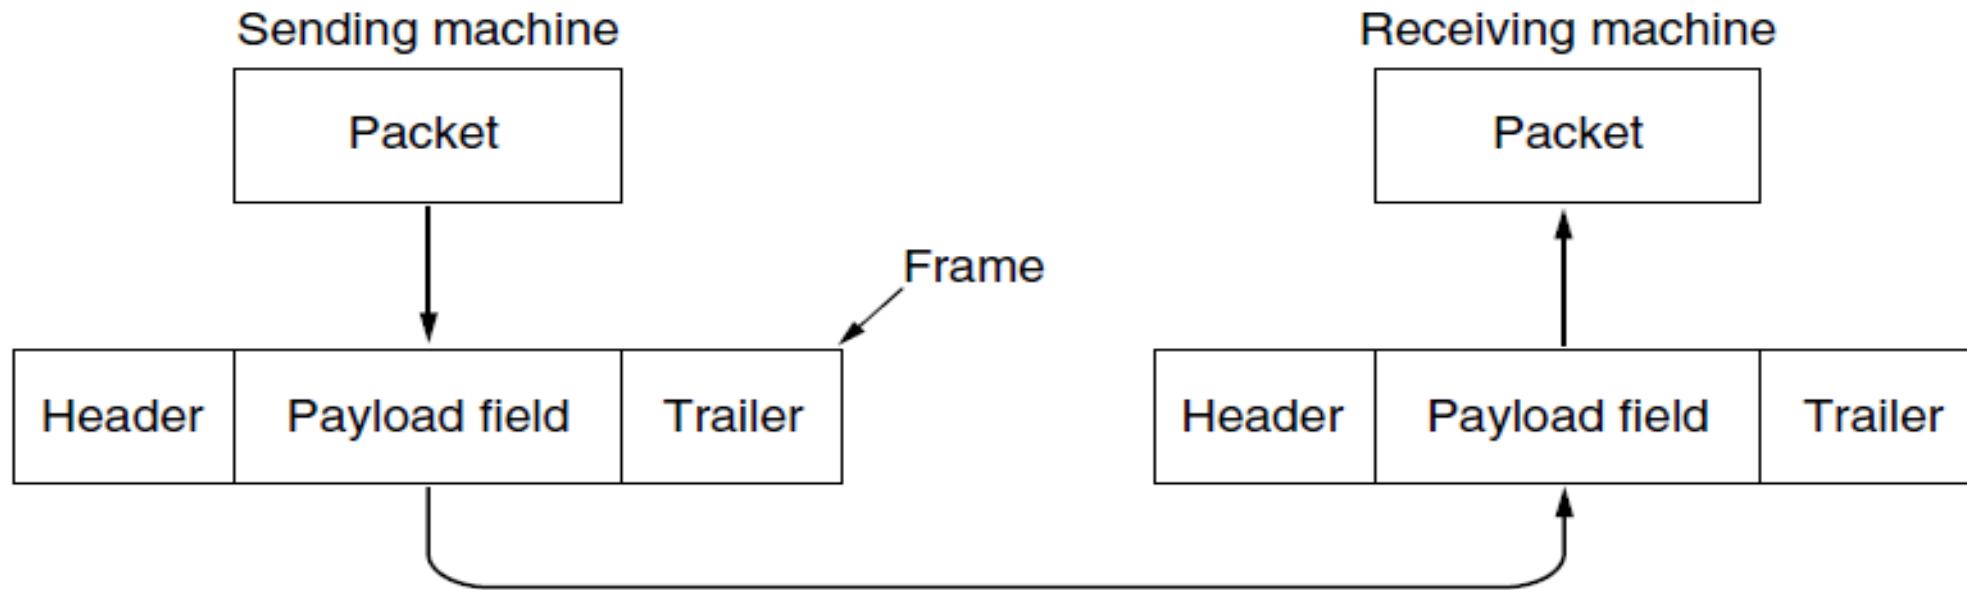 Sending machine
Receiving machine
Packet
Packet
Frame
Header
Payload field
Trailer
Header
Payload field
Trailer